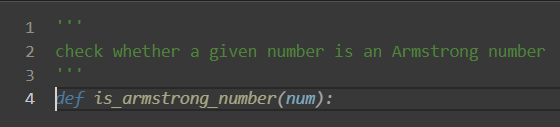 1 '''
2 check whether a given number is an Armstrong number
3 '''
4 def is_armstrong_number(num):